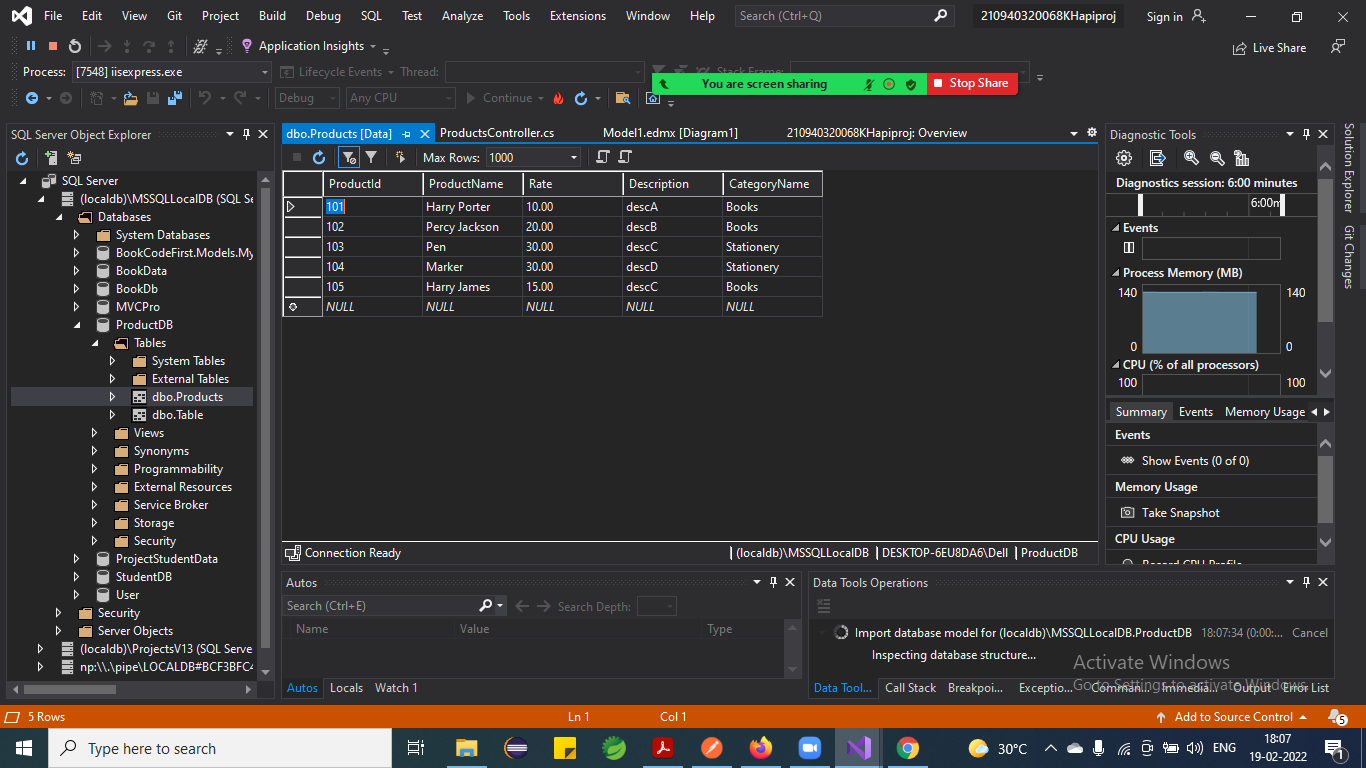 File Edit View Git Project Build Debug SQL Test Analyze Tools Extensions Window Help Search (Ctrl+Q) 210940320068KHapiproj Sign in
Application Insights Live Share
Process: [7548] iisexpress.exe Lifecycle Events Thread: Stack Frame:
You are screen sharing Stop Share
Debug Any CPU Continue
SQL Server Object Explorer
SQL Server
(localdb)\MSSQLLocalDB (SQL Se
Databases
System Databases
BookCodeFirst.Models.My
BookData
BookDb
MVCPro
ProductDB
Tables
System Tables
External Tables
dbo.Products
dbo.Table
Views
Synonyms
Programmability
External Resources
Service Broker
Storage
Security
ProjectStudentData
StudentDB
User
Security
Server Objects
(localdb)\ProjectsV13 (SQL Serve
np:\\.\pipe\LOCALDB#BCF3BFC4
dbo.Products [Data] ProductsController.cs Model1.edmx [Diagram1] 210940320068KHapiproj: Overview
Max Rows: 1000
ProductId ProductName Rate Description CategoryName
101 Harry Porter 10.00 descA Books
102 Percy Jackson 20.00 descB Books
103 Pen 30.00 descC Stationery
104 Marker 30.00 descD Stationery
105 Harry James 15.00 descC Books
NULL NULL NULL NULL NULL
Connection Ready (localdb)\MSSQLLocalDB DESKTOP-6EU8DA6\Dell ProductDB
Diagnostic Tools
Diagnostics session: 6:00 minutes
6:00m
Events
Process Memory (MB)
140 140
0 0
CPU (% of all processors)
100 100
Summary Events Memory Usage
Events
Show Events (0 of 0)
Memory Usage
Take Snapshot
CPU Usage
Record CPU Profile
Solution Explorer
Git Changes
Autos
Search (Ctrl+E) Search Depth:
Name Value Type
Autos Locals Watch 1
Data Tools Operations
Import database model for (localdb)\MSSQLLocalDB.ProductDB 18:07:34 (0:00:... Cancel
Inspecting database structure...
Activate Windows
Go to Settings to activate Windows.
Data Tool... Call Stack Breakpoi... Exceptio... Comman... Immedia... Output Error List
5 Rows Ln 1 Col 1 Add to Source Control 5
Type here to search 30°C ENG 18:07
19-02-2022 1